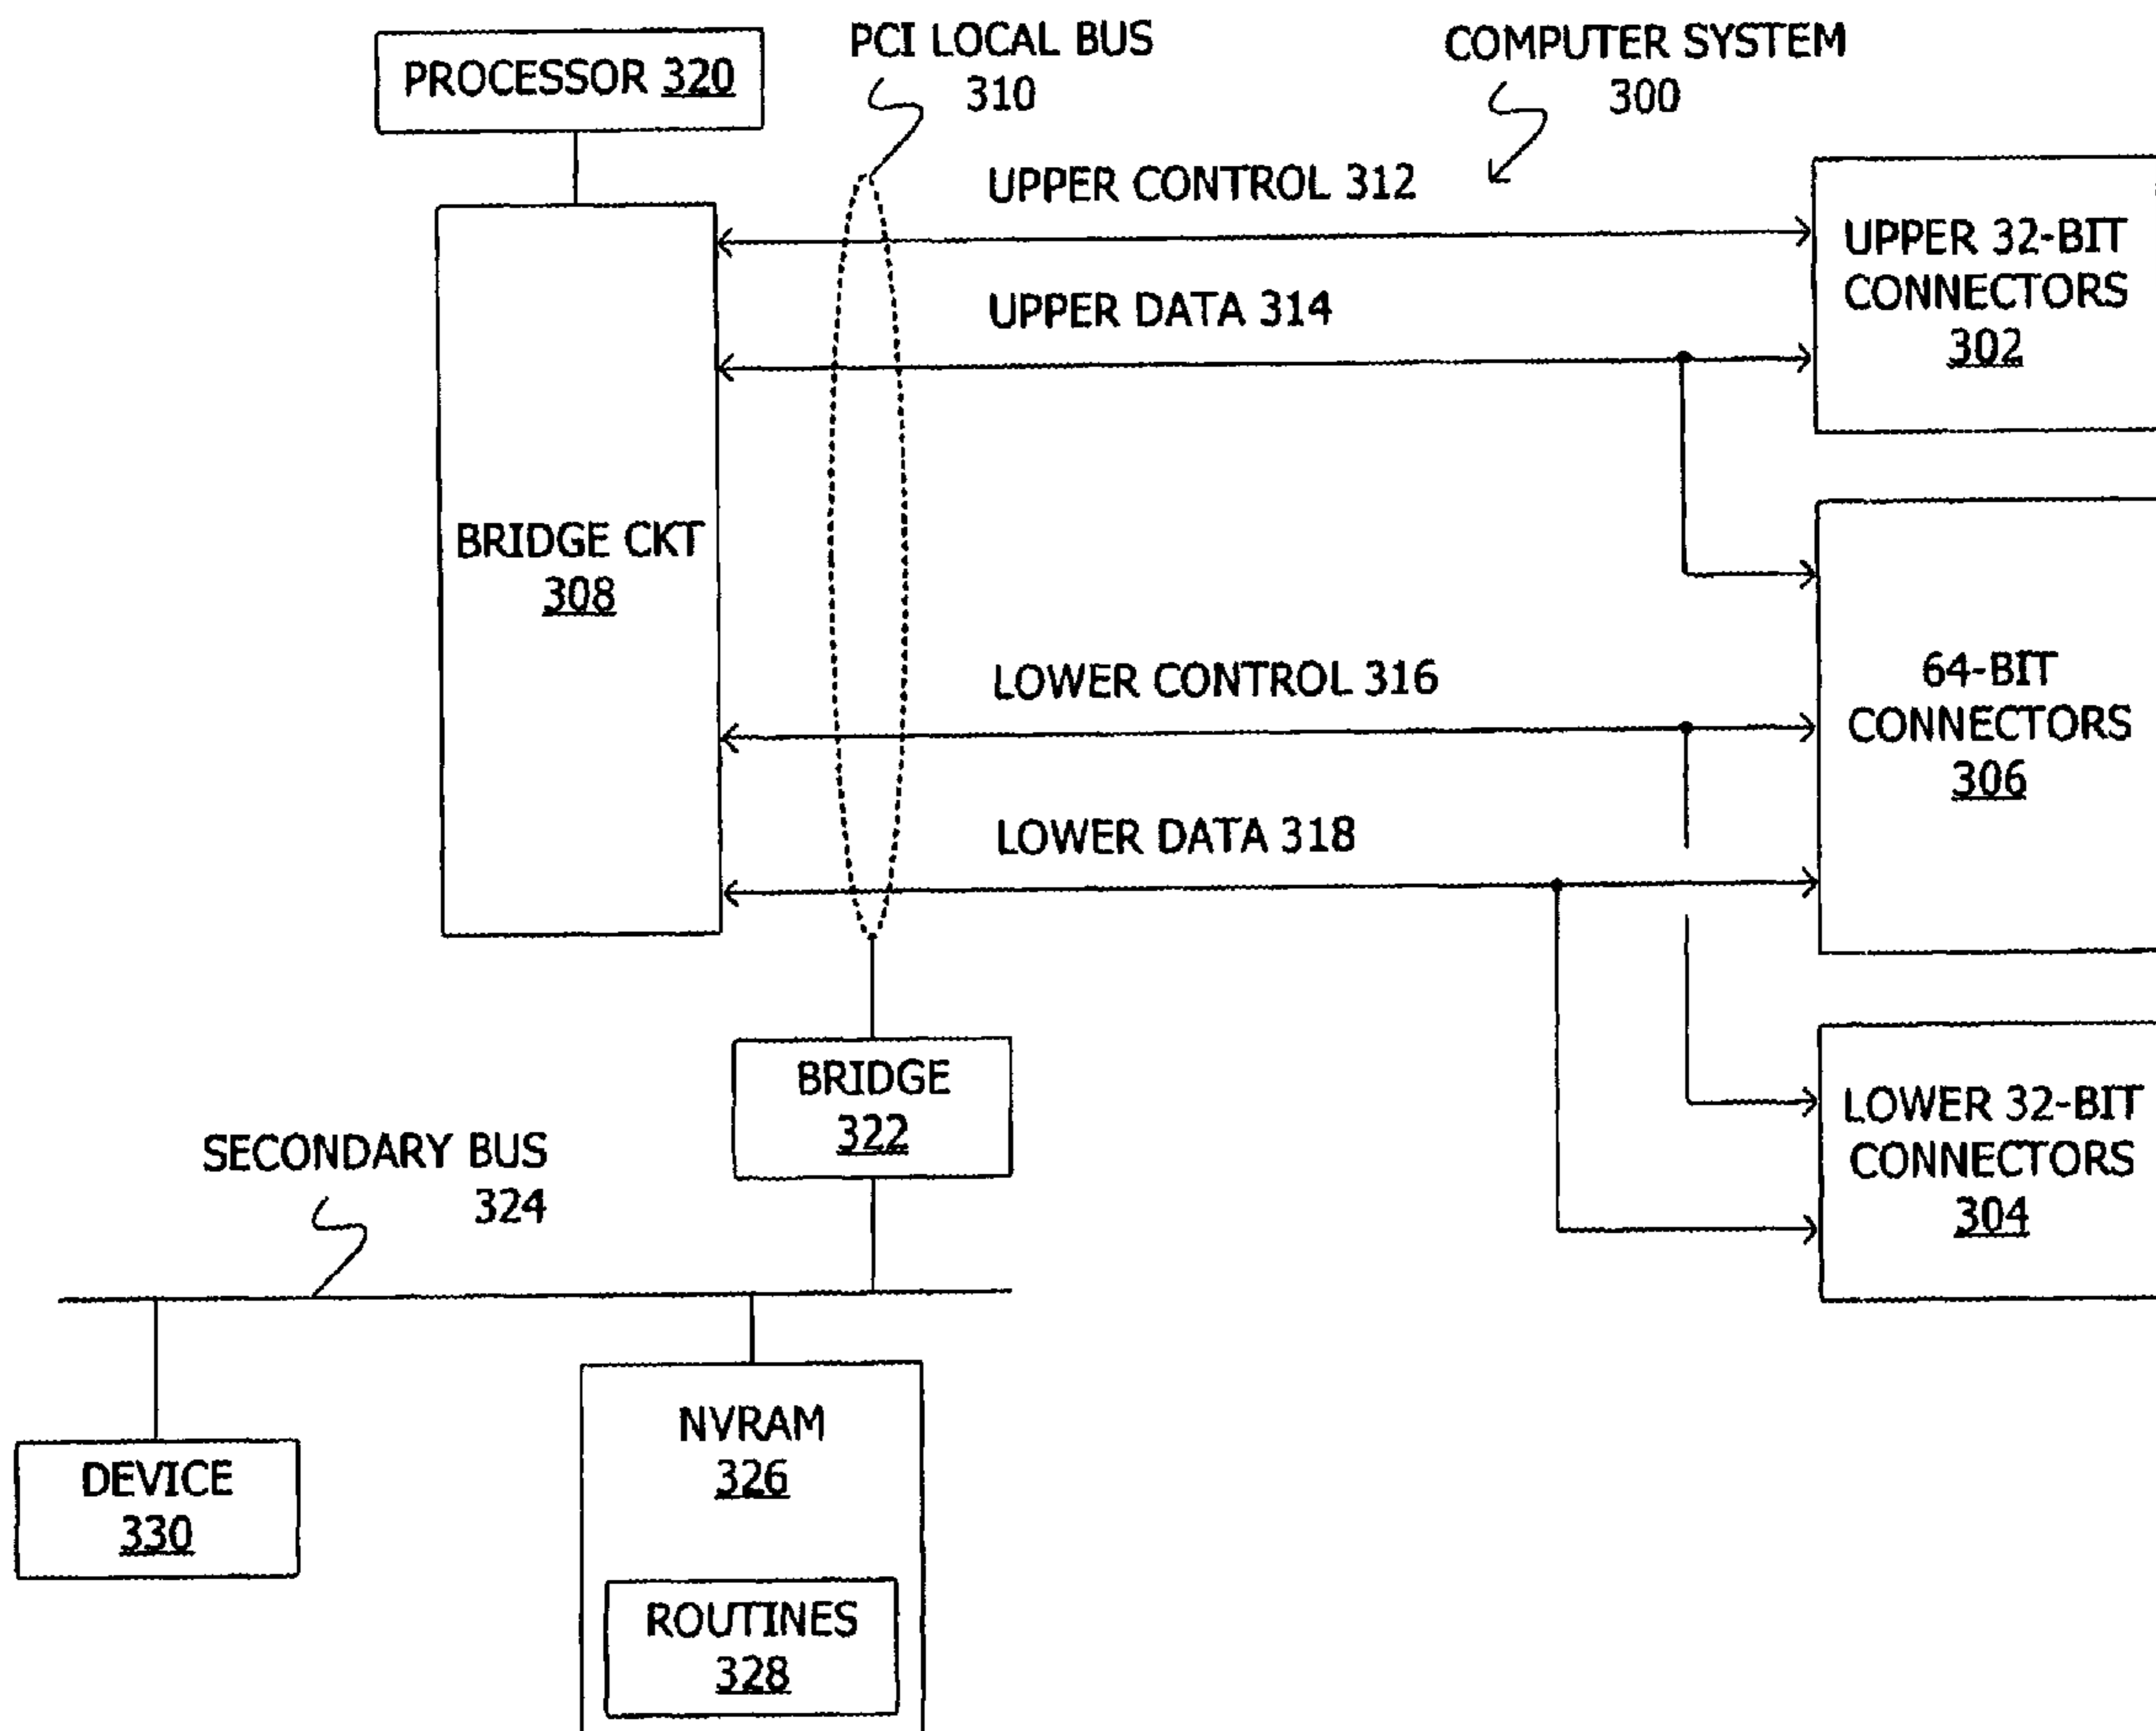 PROCESSOR 320
PCI LOCAL BUS
310
COMPUTER SYSTEM
300
UPPER CONTROL 312
UPPER DATA 314
UPPER 32-BIT
CONNECTORS
302
BRIDGE CKT
308
LOWER CONTROL 316
64-BIT
CONNECTORS
306
LOWER DATA 318
BRIDGE
322
LOWER 32-BIT
CONNECTORS
304
SECONDARY BUS
324
NVRAM
326
DEVICE
330
ROUTINES
328